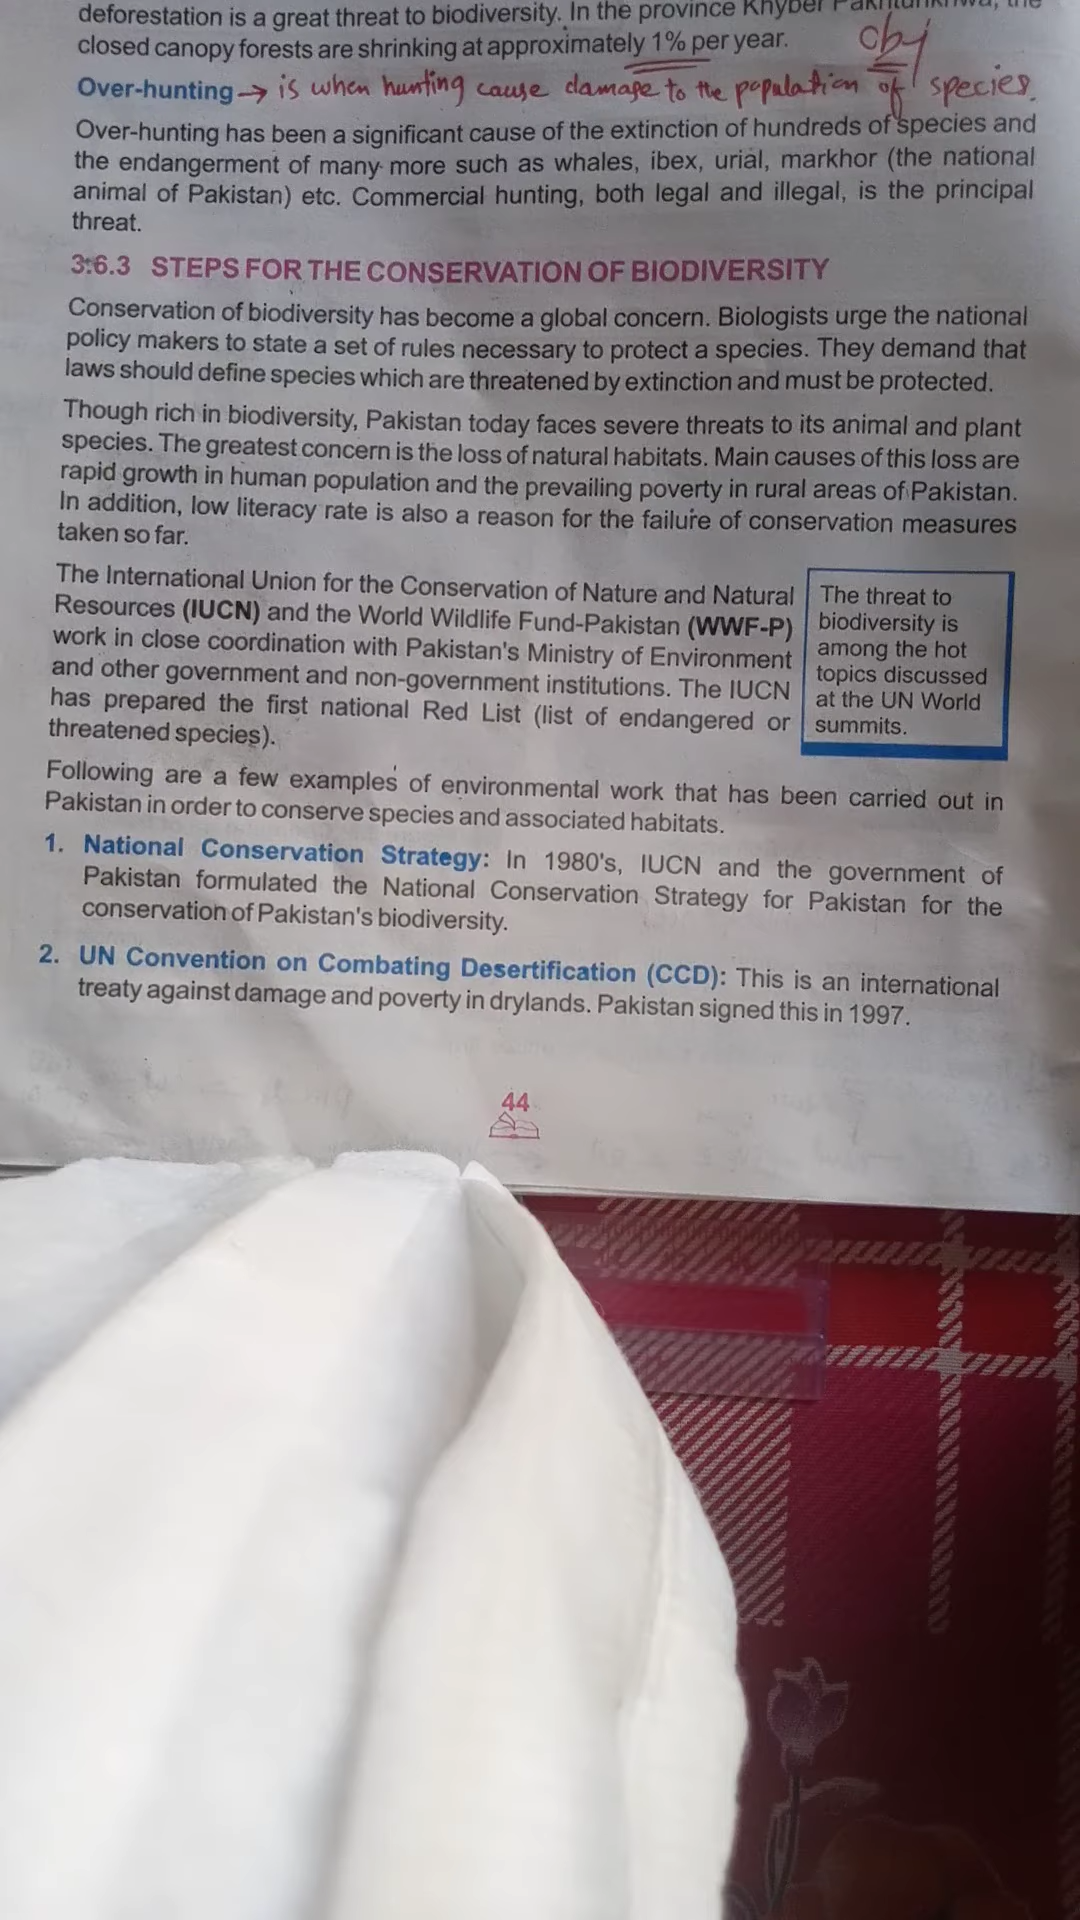 deforestation is a great threat to biodiversity. In the province Khyber Pakhtunkhwa, the
closed canopy forests are shrinking at approximately 1% per year.
Over-hunting → is when hunting cause damage to the population of species.
Over-hunting has been a significant cause of the extinction of hundreds of species and
the endangerment of many more such as whales, ibex, urial, markhor (the national
animal of Pakistan) etc. Commercial hunting, both legal and illegal, is the principal
threat.
3.6.3 STEPS FOR THE CONSERVATION OF BIODIVERSITY
Conservation of biodiversity has become a global concern. Biologists urge the national
policy makers to state a set of rules necessary to protect a species. They demand that
laws should define species which are threatened by extinction and must be protected.
Though rich in biodiversity, Pakistan today faces severe threats to its animal and plant
species. The greatest concern is the loss of natural habitats. Main causes of this loss are
rapid growth in human population and the prevailing poverty in rural areas of Pakistan.
In addition, low literacy rate is also a reason for the failure of conservation measures
taken so far.
The International Union for the Conservation of Nature and Natural
Resources (IUCN) and the World Wildlife Fund-Pakistan (WWF-P)
work in close coordination with Pakistan's Ministry of Environment
and other government and non-government institutions. The IUCN
has prepared the first national Red List (list of endangered or
threatened species).
The threat to
biodiversity is
among the hot
topics discussed
at the UN World
summits.
Following are a few examples of environmental work that has been carried out in
Pakistan in order to conserve species and associated habitats.
1. National Conservation Strategy: In 1980's, IUCN and the government of
Pakistan formulated the National Conservation Strategy for Pakistan for the
conservation of Pakistan's biodiversity.
2. UN Convention on Combating Desertification (CCD): This is an international
treaty against damage and poverty in drylands. Pakistan signed this in 1997.
44